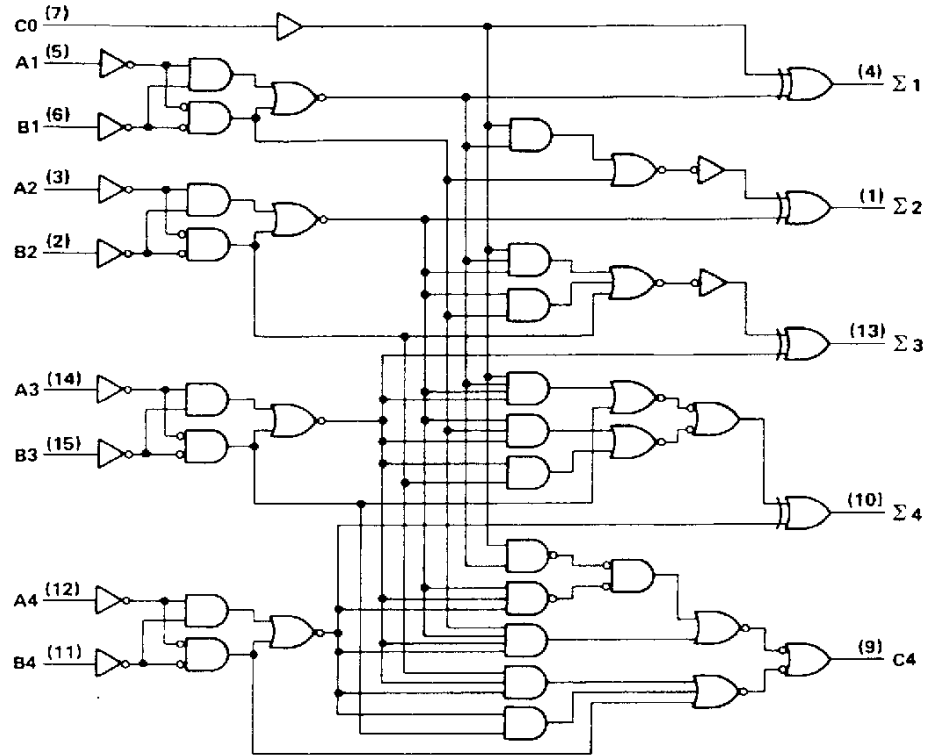 C0 (7)
A1 (5)
(4) Σ 1
B1 (6)
A2 (3)
(1) Σ 2
B2 (2)
(13) Σ 3
A3 (14)
B3 (15)
(10) Σ 4
A4 (12)
B4 (11)
(9) C4